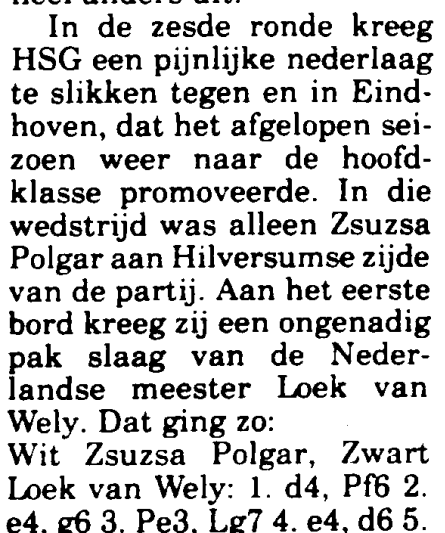 In de zesde ronde kreeg
HSG een pijnlijke nederlaag
te slikken tegen en in Eind-
hoven, dat het afgelopen sei-
zoen weer naar de hoofd-
klasse promoveerde. In die
wedstrijd was alleen Zsuzsa
Polgar aan Hilversumse zijde
van de partij. Aan het eerste
bord kreeg zij een ongenadig
pak slaag van de Neder-
landse meester Loek van
Wely. Dat ging zo:
Wit Zsuzsa Polgar, Zwart
Loek van Wely: 1. d4, Pf6 2.
e4, g6 3. Pe3, Lg7 4. e4, d6 5.